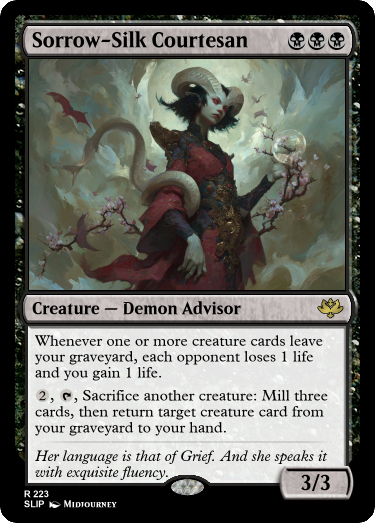 Sorrow-Silk Courtesan
Creature — Demon Advisor
Whenever one or more creature cards leave
your graveyard, each opponent loses 1 life
and you gain 1 life.
2, , Sacrifice another creature: Mill three
cards, then return target creature card from
your graveyard to your hand.
Her language is that of Grief. And she speaks it
with exquisite fluency.
3/3
R 223
SLIP Midjourney